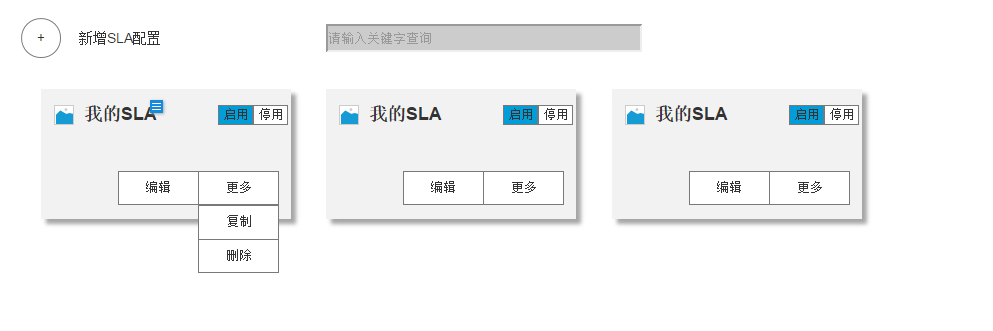 + 新增SLA配置 请输入关键字查询
我的SLA 启用 停用 我的SLA 启用 停用 我的SLA 启用 停用
编辑 更多 编辑 更多 编辑 更多
复制
删除